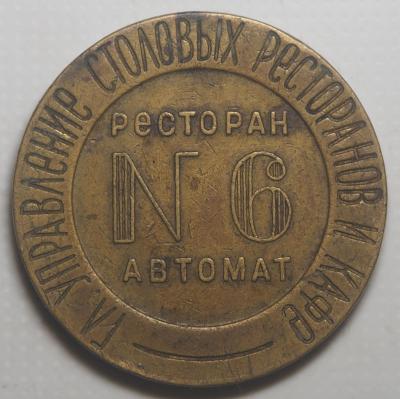 ГЛ УПРАВЛЕНИЕ СТОЛОВЫХ РЕСТОРАНОВ И КАФЕ
РЕСТОРАН
N 6
АВТОМАТ